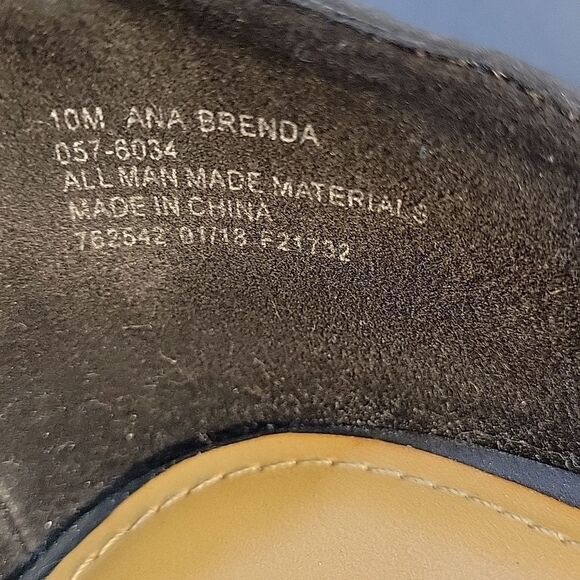 10M ANA BRENDA
057-6034
ALL MAN MADE MATERIALS
MADE IN CHINA
762542 01/18 F21732